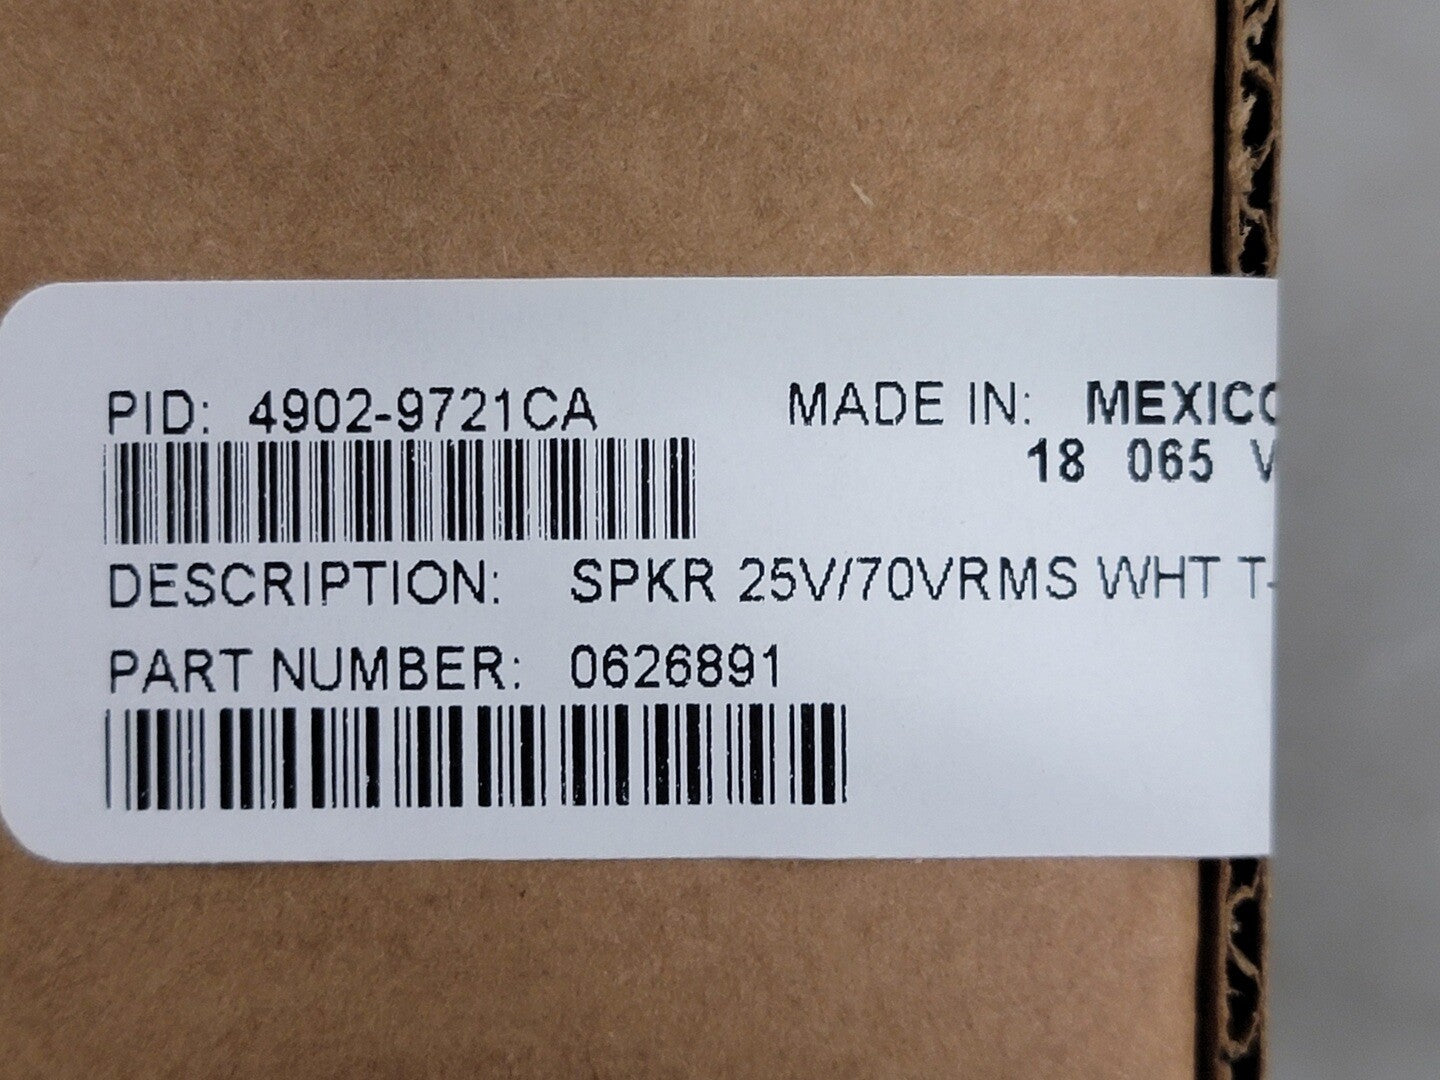 PID: 4902-9721CA MADE IN: MEXICO
18 065
DESCRIPTION: SPKR 25V/70VRMS WHT T-
PART NUMBER: 0626891